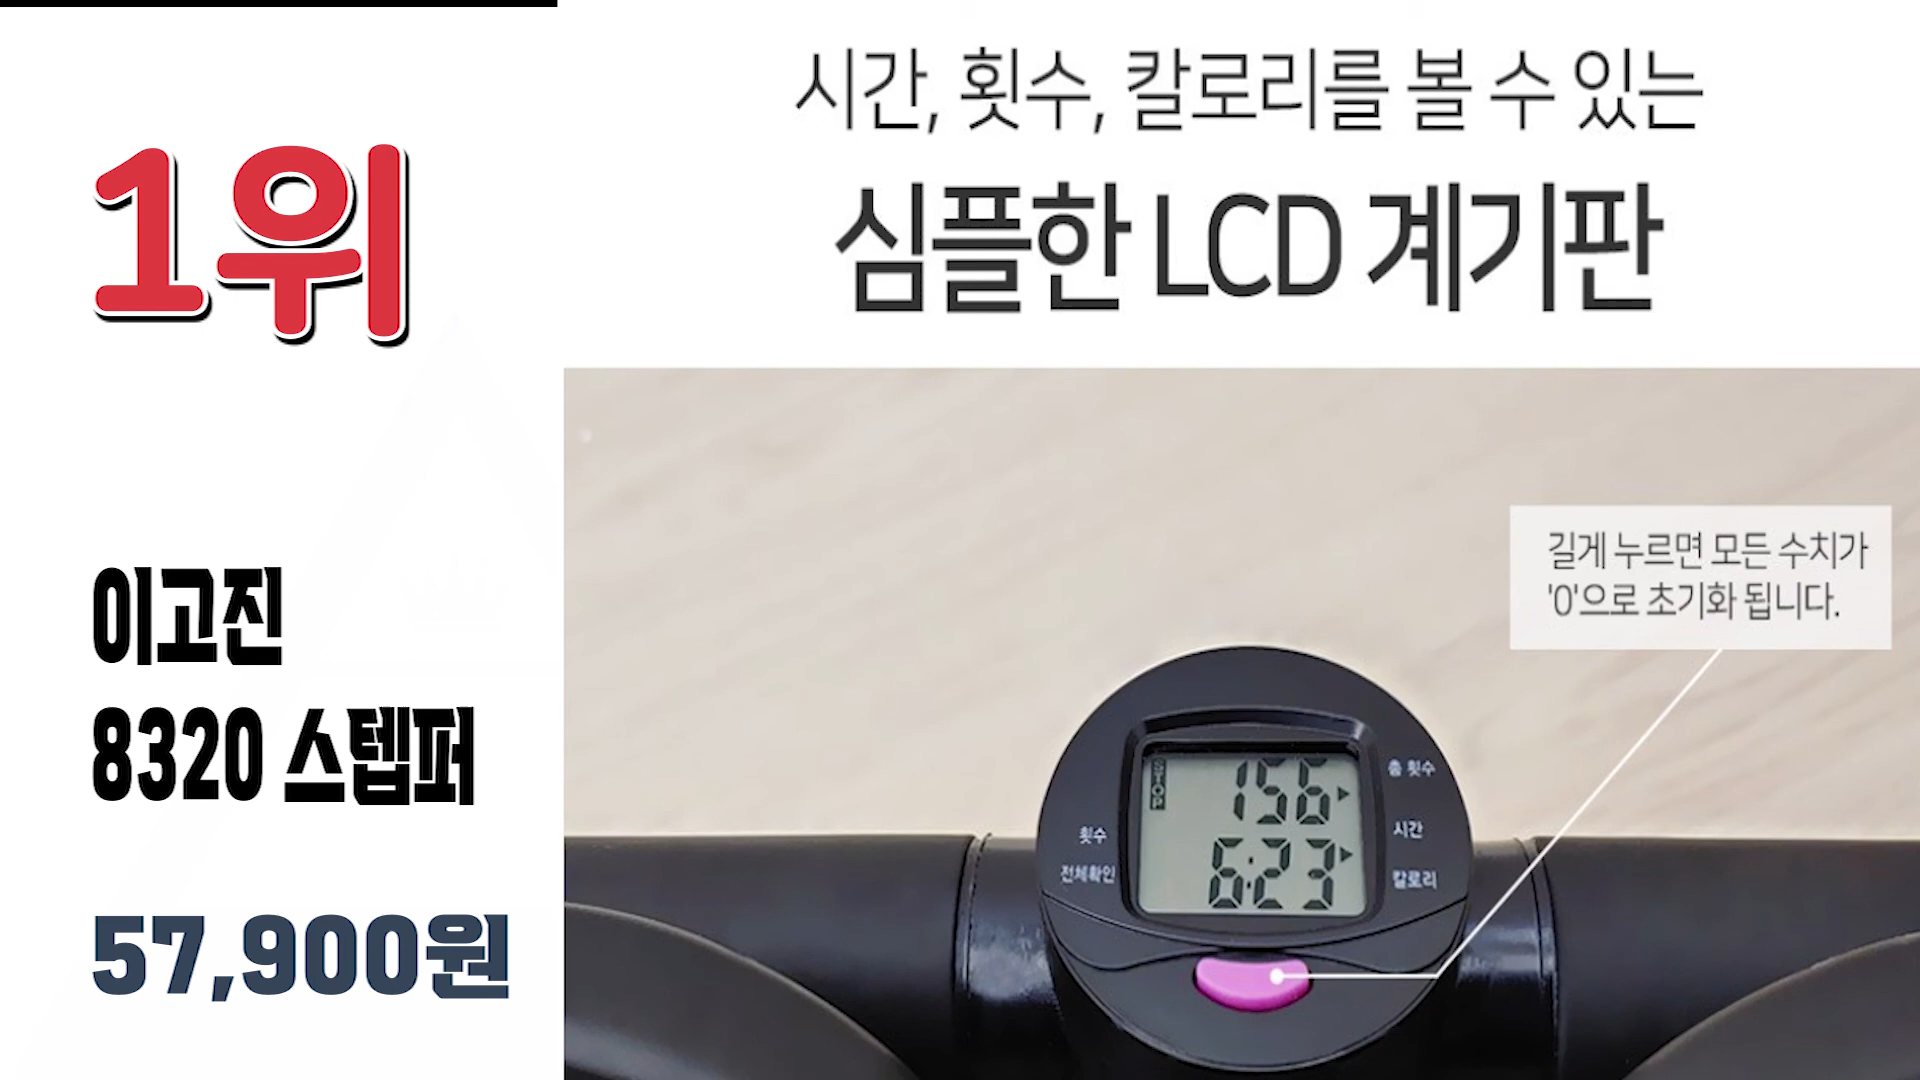 1위
이고진
8320 스텝퍼
57,900원
시간, 횟수, 칼로리를 볼 수 있는
심플한 LCD 계기판
길게 누르면 모든 수치가
'0'으로 초기화 됩니다.
STOP
156
6:23
횟수
전체확인
총 횟수
시간
칼로리